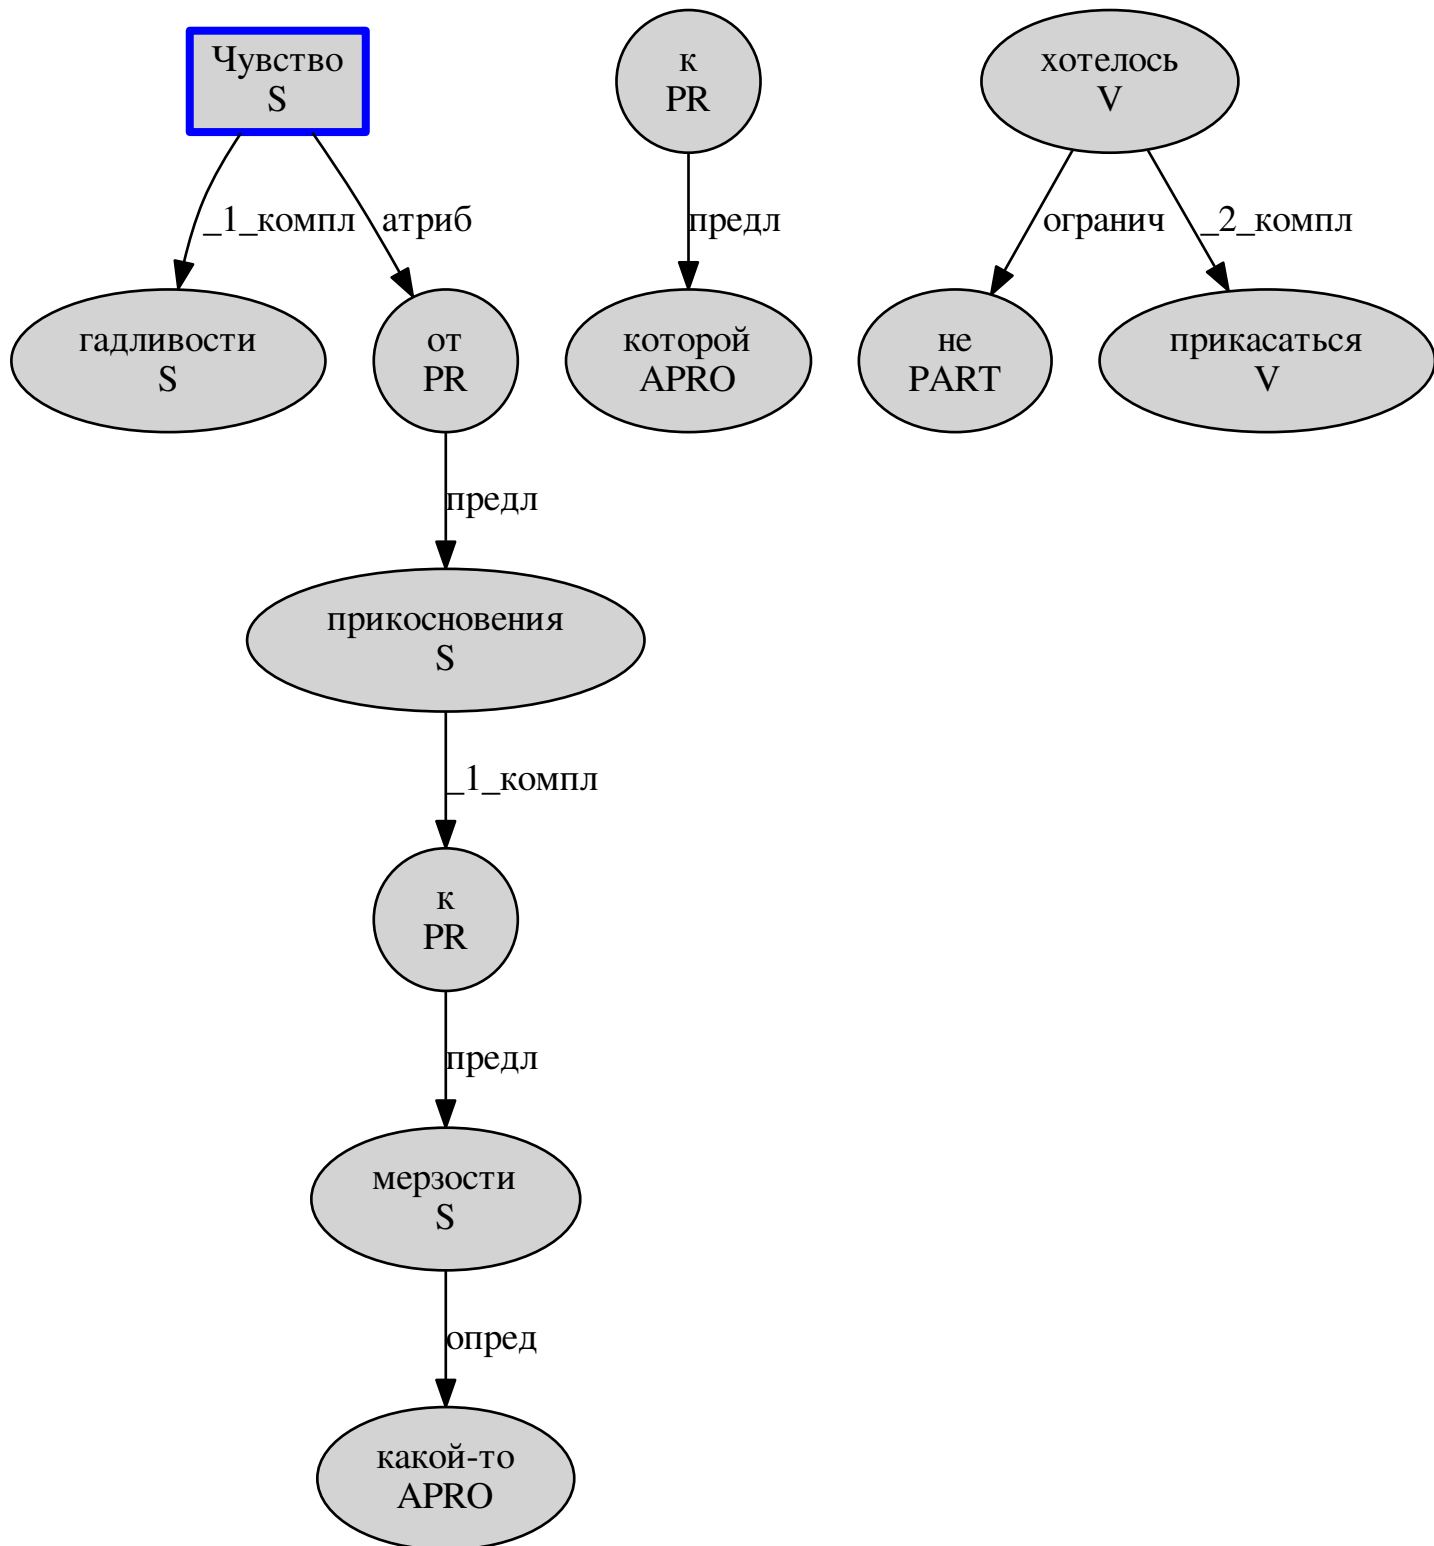 Чувство
S
к
PR
хотелось
V
_1_компл
атриб
предл
огранич
_2_компл
гадливости
S
от
PR
которой
APRO
не
PART
прикасаться
V
предл
прикосновения
S
_1_компл
к
PR
предл
мерзости
S
опред
какой-то
APRO